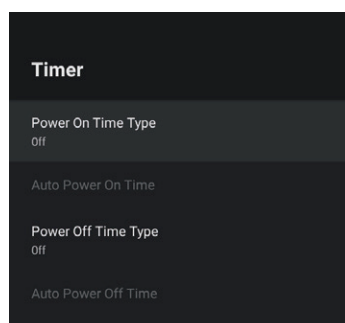 Timer
Power On Time Type
Off
Auto Power On Time
Power Off Time Type
Off
Auto Power Off Time